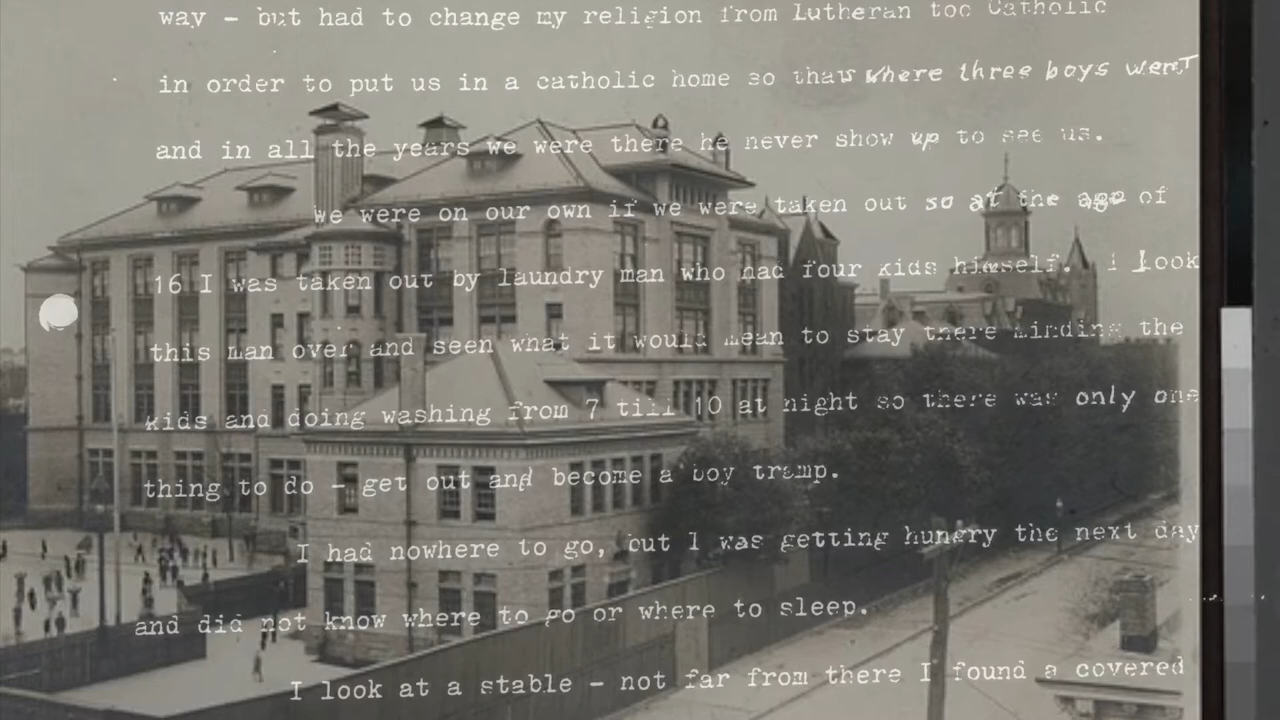 way - but had to change my religion from Lutheran too Catholic
in order to put us in a catholic home so thats where three boys went
and in all the years we were there he never show up to see us.
We were on our own if we were taken out so at the age of
16 I was taken out by laundry man who had four kids himself. I look
this man over and seen what it would mean to stay there minding the
kids and doing washing from 7 till 10 at night so there was only one
thing to do - get out and become a boy tramp.
I had nowhere to go, but I was getting hungry the next day
and did not know where to go or where to sleep.
I look at a stable - not far from there I found a covered